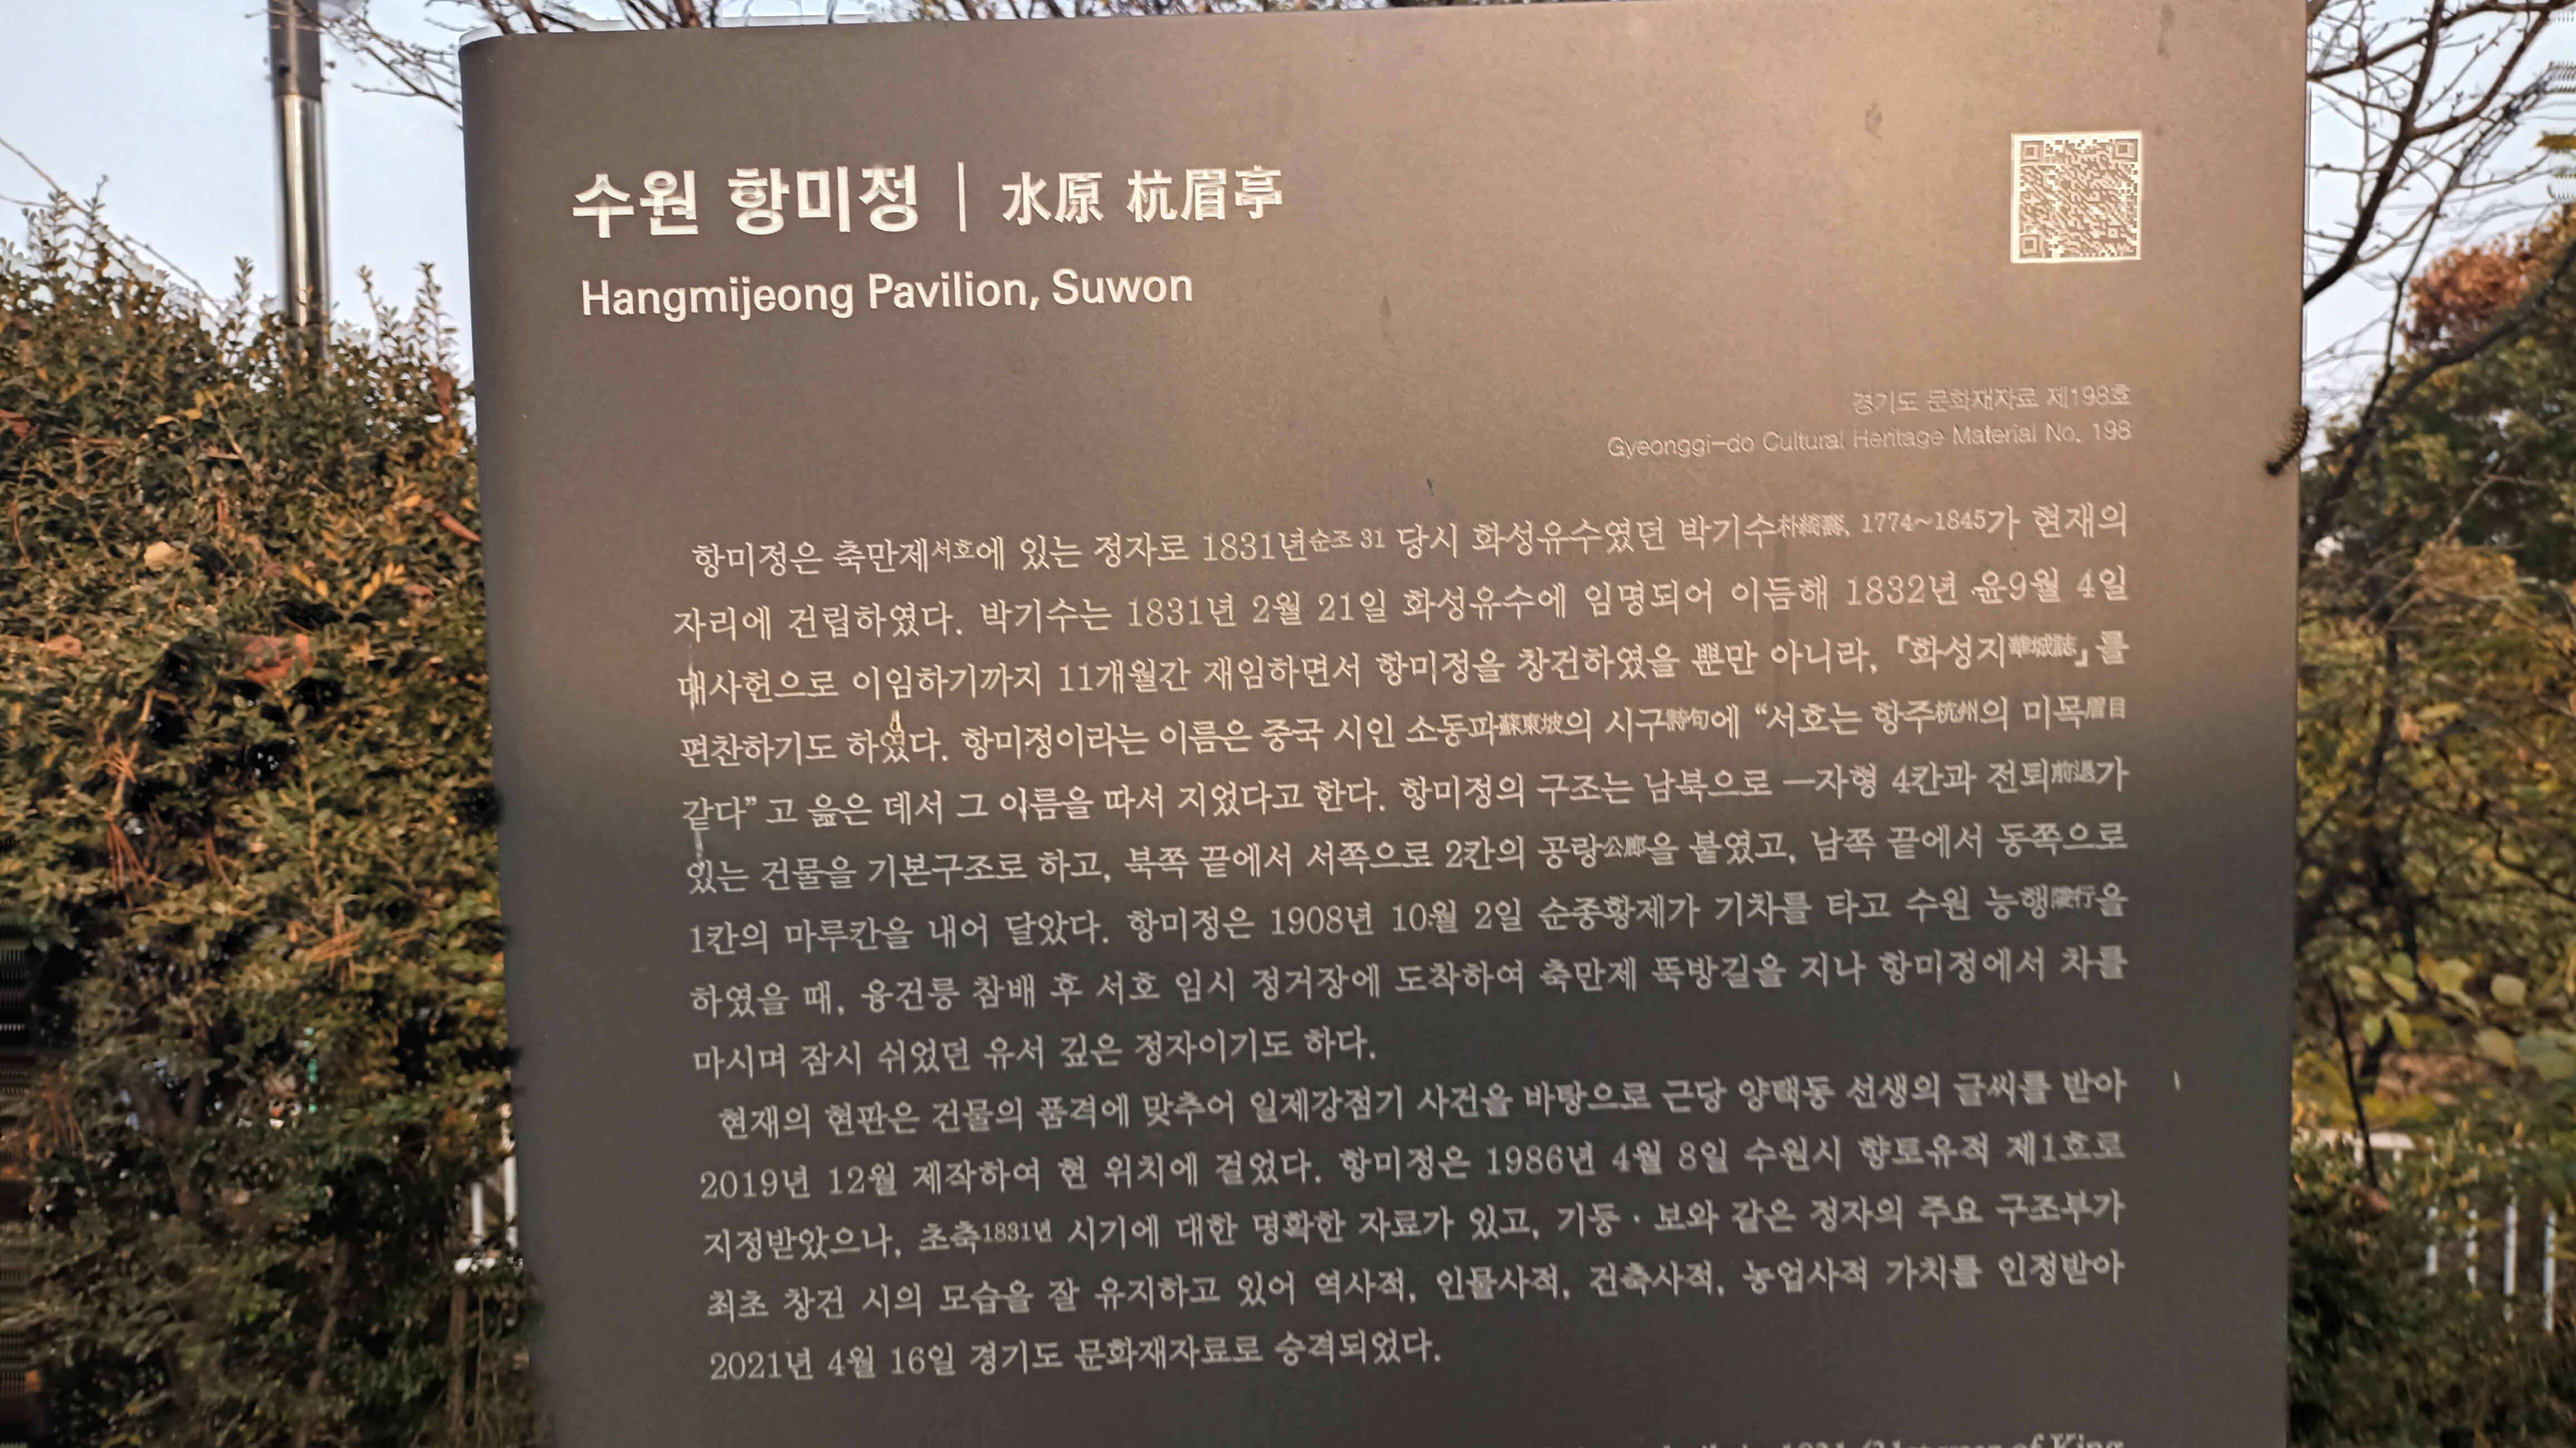 수원 항미정 | 水原 杭眉亭
Hangmijeong Pavilion, Suwon
경기도 문화재자료 제198호
Gyeonggi-do Cultural Heritage Material No. 198
항미정은 축만제서호에 있는 정자로 1831년순조 31 당시 화성유수였던 박기수朴綺壽, 1774~1845가 현재의
자리에 건립하였다. 박기수는 1831년 2월 21일 화성유수에 임명되어 이듬해 1832년 윤9월 4일
대사헌으로 이임하기까지 11개월간 재임하면서 항미정을 창건하였을 뿐만 아니라, 『화성지華城誌』를
편찬하기도 하였다. 항미정이라는 이름은 중국 시인 소동파蘇東坡의 시구詩句에 “서호는 항주杭州의 미목眉目
같다”고 읊은 데서 그 이름을 따서 지었다고 한다. 항미정의 구조는 남북으로 一자형 4칸과 전퇴前退가
있는 건물을 기본구조로 하고, 북쪽 끝에서 서쪽으로 2칸의 공랑公廊을 붙였고, 남쪽 끝에서 동쪽으로
1칸의 마루칸을 내어 달았다. 항미정은 1908년 10월 2일 순종황제가 기차를 타고 수원 능행陵行을
하였을 때, 융건릉 참배 후 서호 임시 정거장에 도착하여 축만제 뚝방길을 지나 항미정에서 차를
마시며 잠시 쉬었던 유서 깊은 정자이기도 하다.
현재의 현판은 건물의 품격에 맞추어 일제강점기 사건을 바탕으로 근당 양택동 선생의 글씨를 받아
2019년 12월 제작하여 현 위치에 걸었다. 항미정은 1986년 4월 8일 수원시 향토유적 제1호로
지정받았으나, 초축1831년 시기에 대한 명확한 자료가 있고, 기둥 · 보와 같은 정자의 주요 구조부가
최초 창건 시의 모습을 잘 유지하고 있어 역사적, 인물사적, 건축사적, 농업사적 가치를 인정받아
2021년 4월 16일 경기도 문화재자료로 승격되었다.